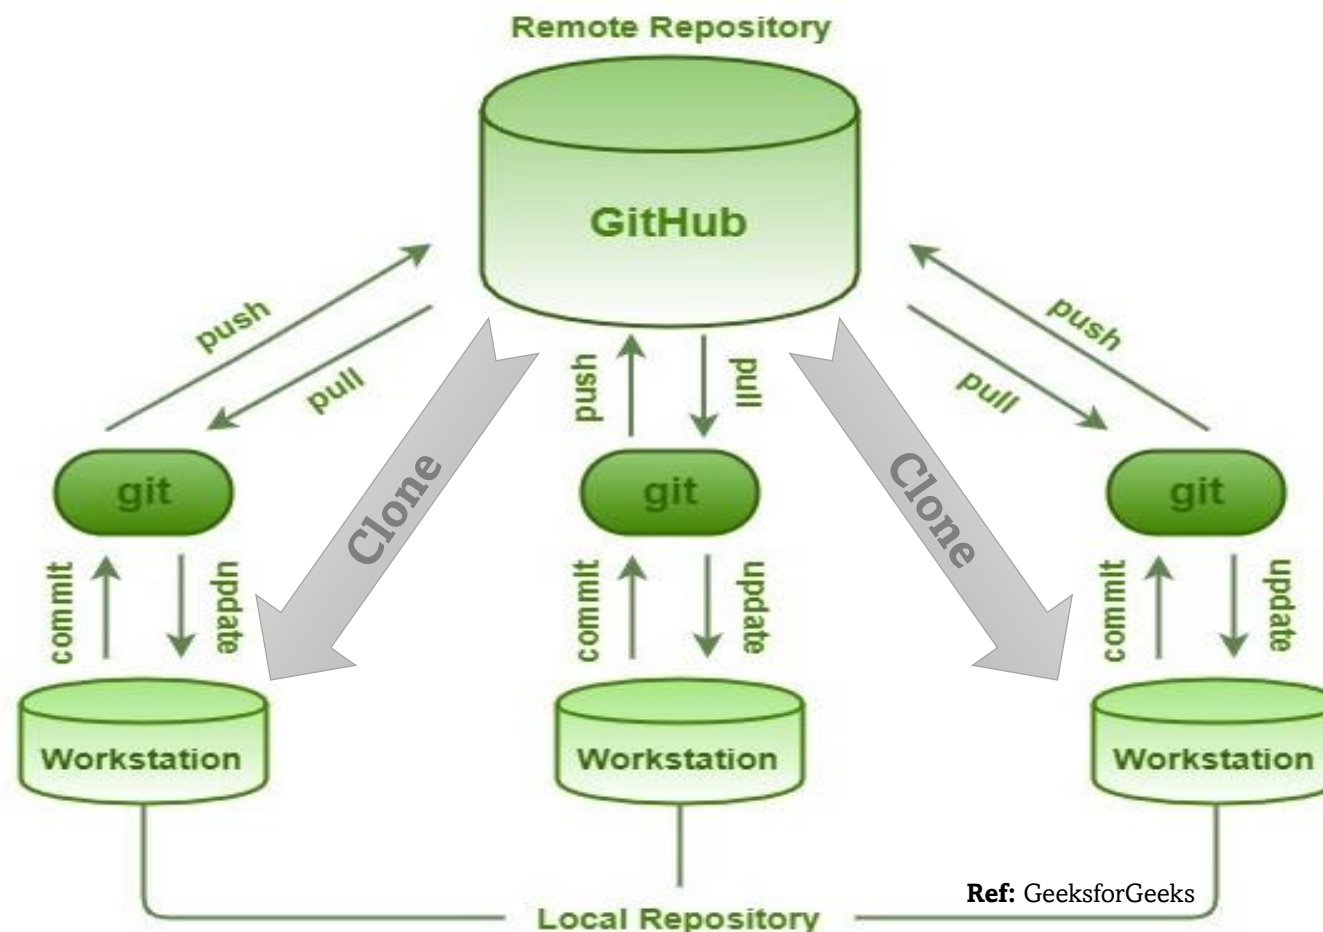 Remote Repository
GitHub
push
pull
push
pull
push
pull
Clone
Clone
git
git
git
commit
update
commit
update
commit
update
Workstation
Workstation
Workstation
Ref: GeeksforGeeks
Local Repository